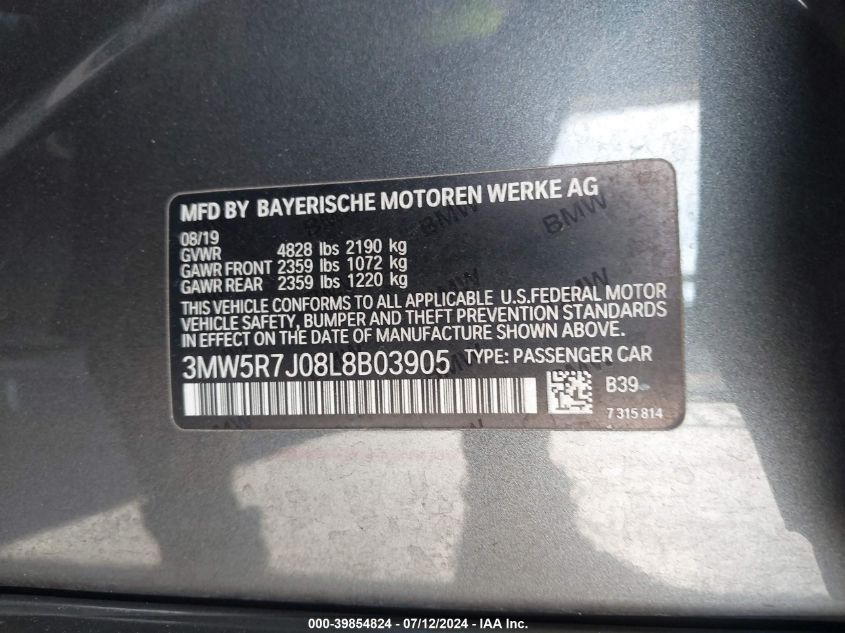 MFD BY BAYERISCHE MOTOREN WERKE AG
08/19
GVWR 4828 lbs 2190 kg
GAWR FRONT 2359 lbs 1072 kg
GAWR REAR 2359 lbs 1220 kg
THIS VEHICLE CONFORMS TO ALL APPLICABLE U.S.FEDERAL MOTOR
VEHICLE SAFETY, BUMPER AND THEFT PREVENTION STANDARDS
IN EFFECT ON THE DATE OF MANUFACTURE SHOWN ABOVE.
3MW5R7J08L8B03905 TYPE: PASSENGER CAR
B39
7 315 814
000-39854824 - 07/12/2024 - IAA Inc.